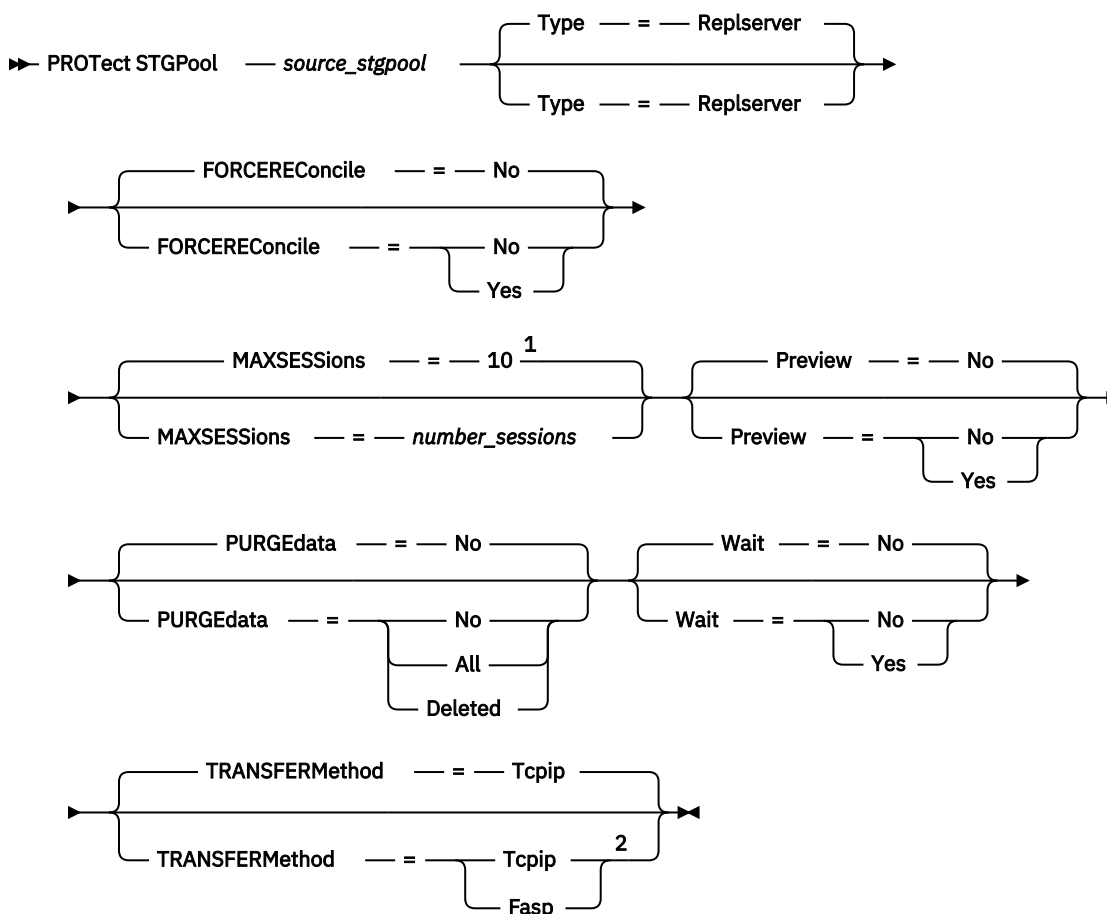 Type = Replserver
PROTect STGPool source_stgpool
Type = Replserver
FORCEREConcile = No
FORCEREConcile = No
Yes
MAXSESSions = 10 1 Preview = No
MAXSESSions = number_sessions Preview = No
Yes
PURGEdata = No Wait = No
PURGEdata = No Wait = No
All Yes
Deleted
TRANSFERMethod = Tcpip
TRANSFERMethod = Tcpip 2
Fasp